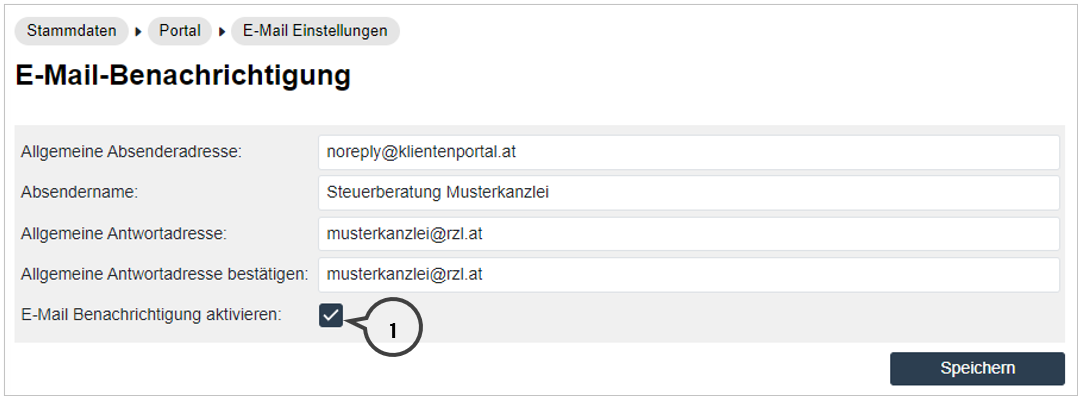 Stammdaten Portal E-Mail Einstellungen
E-Mail-Benachrichtigung
Allgemeine Absenderadresse: noreply@klientenportal.at
Absendername: Steuerberatung Musterkanzlei
Allgemeine Antwortadresse: musterkanzlei@rzl.at
Allgemeine Antwortadresse bestätigen: musterkanzlei@rzl.at
E-Mail Benachrichtigung aktivieren: 1
Speichern